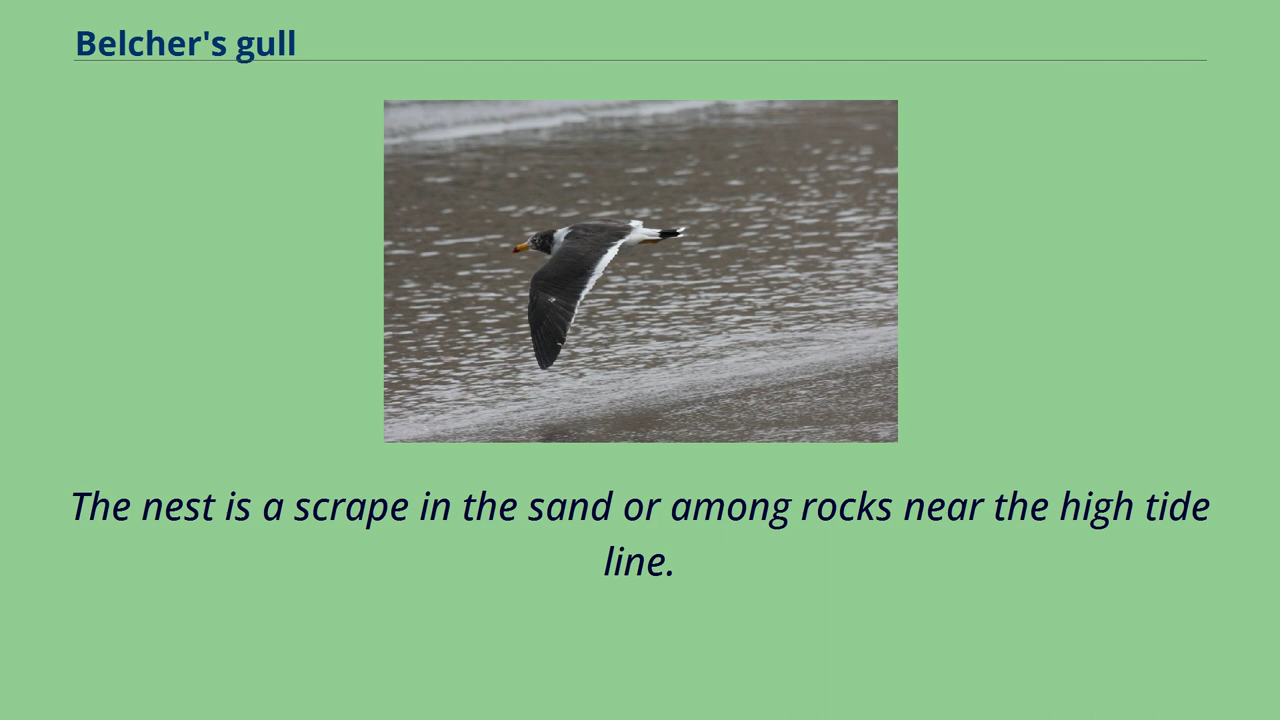 Belcher's gull
The nest is a scrape in the sand or among rocks near the high tide
line.